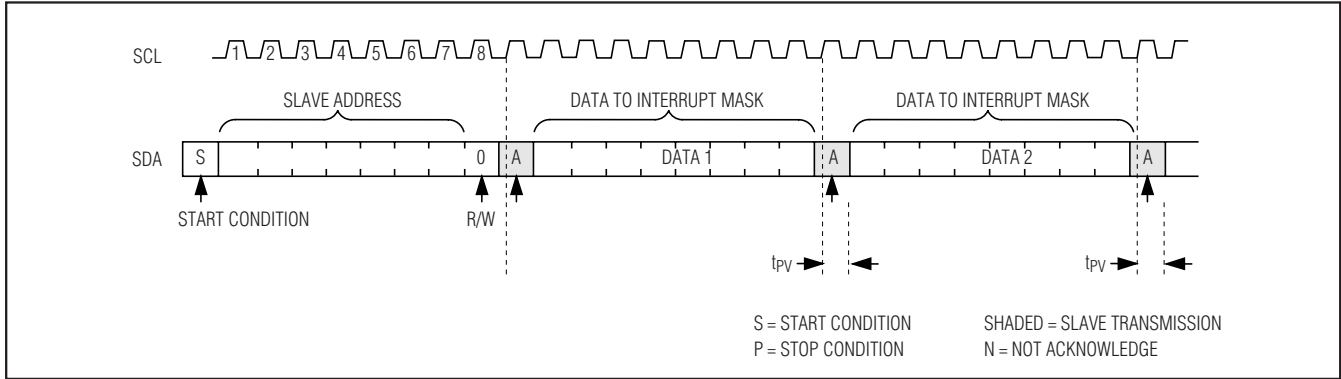 SCL 1 2 3 4 5 6 7 8
SLAVE ADDRESS DATA TO INTERRUPT MASK DATA TO INTERRUPT MASK
SDA S 0 A DATA 1 A DATA 2 A
START CONDITION R/W
tPV tPV
S = START CONDITION SHADED = SLAVE TRANSMISSION
P = STOP CONDITION N = NOT ACKNOWLEDGE